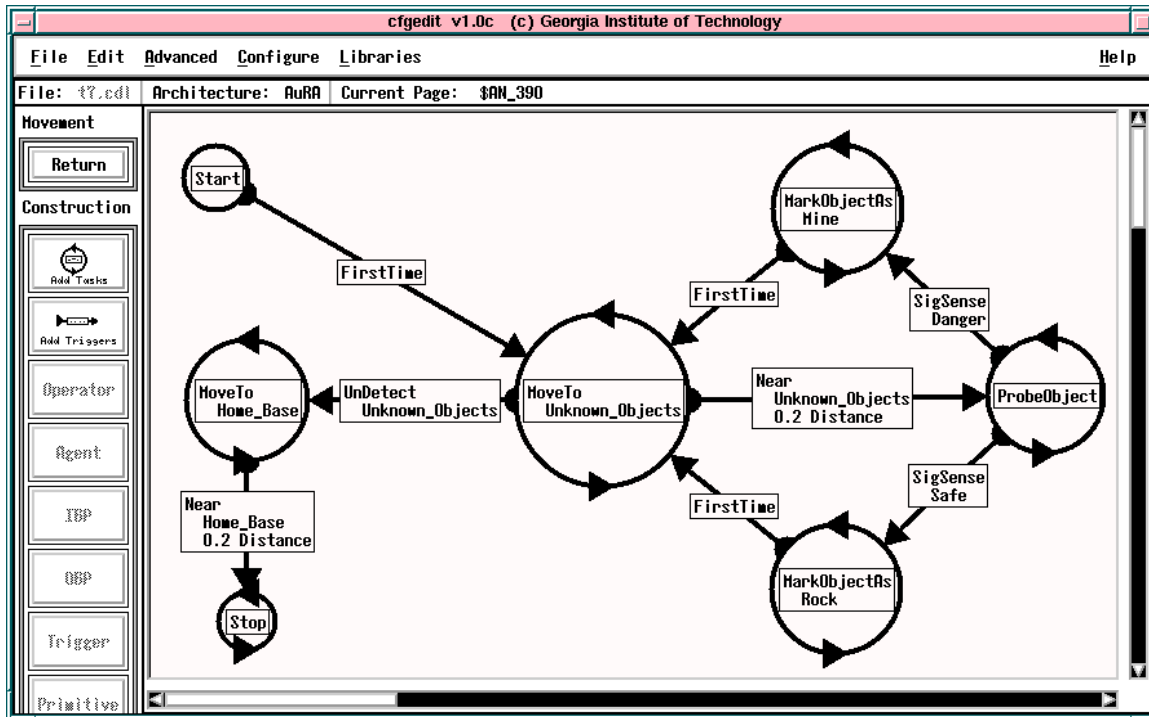 cfgedit v1.0c (c) Georgia Institute of Technology
File Edit Advanced Configure Libraries Help
File: t7.cdl Architecture: AuRA Current Page: $AN_390
Movement
Return
Construction
Add Tasks
Add Triggers
Operator
Agent
IBP
OBP
Trigger
Primitive
Start
FirstTime
MarkObjectAs
Mine
FirstTime
SigSense
Danger
MoveTo
Home_Base
UnDetect
Unknown_Objects
MoveTo
Unknown_Objects
Near
Unknown_Objects
0.2 Distance
ProbeObject
SigSense
Safe
Near
Home_Base
0.2 Distance
FirstTime
MarkObjectAs
Rock
Stop